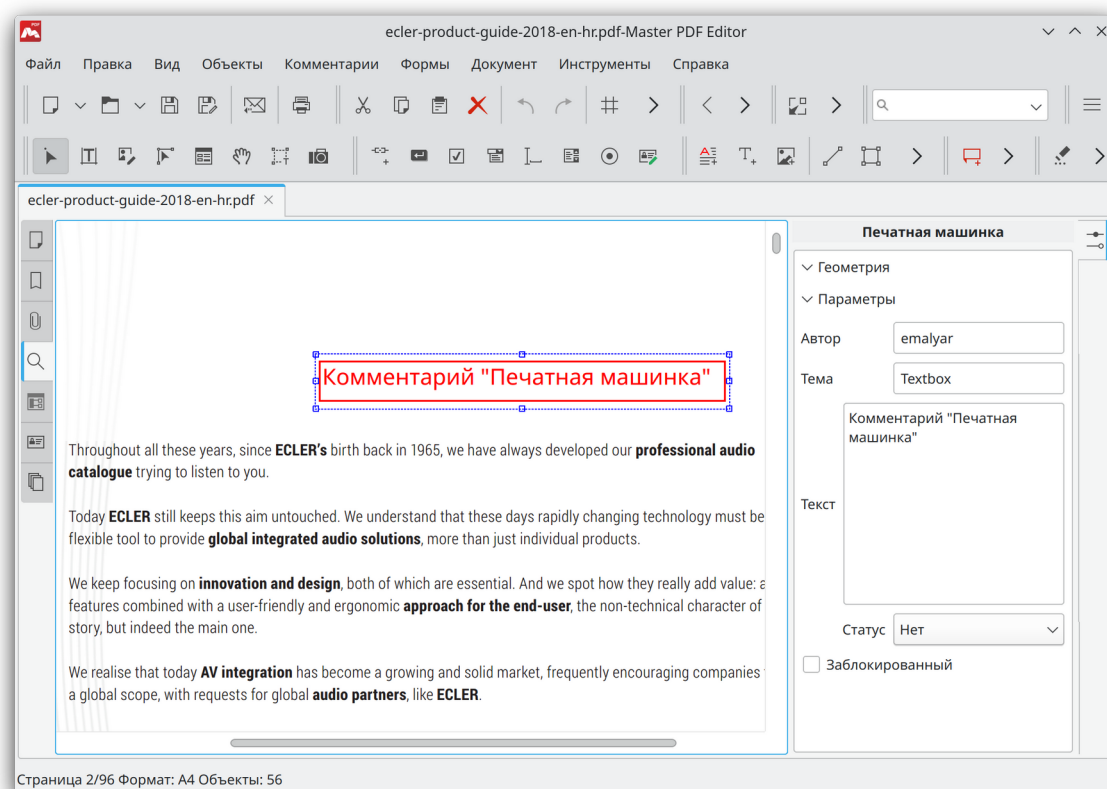 ecler-product-guide-2018-en-hr.pdf-Master PDF Editor
Файл Правка Вид Объекты Комментарии Формы Документ Инструменты Справка
ecler-product-guide-2018-en-hr.pdf
Комментарий "Печатная машинка"
Throughout all these years, since ECLER's birth back in 1965, we have always developed our professional audio
catalogue trying to listen to you.
Today ECLER still keeps this aim untouched. We understand that these days rapidly changing technology must be
flexible tool to provide global integrated audio solutions, more than just individual products.
We keep focusing on innovation and design, both of which are essential. And we spot how they really add value: a
features combined with a user-friendly and ergonomic approach for the end-user, the non-technical character of
story, but indeed the main one.
We realise that today AV integration has become a growing and solid market, frequently encouraging companies
a global scope, with requests for global audio partners, like ECLER.
Печатная машинка
Геометрия
Параметры
Автор emalyar
Тема Textbox
Текст
Комментарий "Печатная
машинка"
Статус Нет
Заблокированный
Страница 2/96 Формат: A4 Объекты: 56